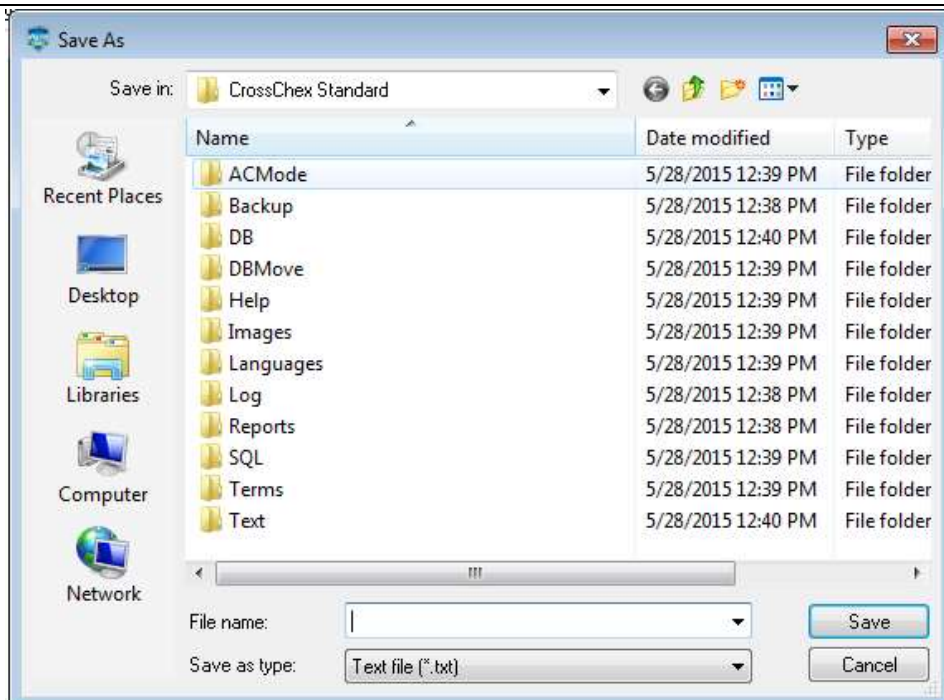 Save As
Save in: CrossChex Standard
Name Date modified Type
Recent Places
Desktop
Libraries
Computer
Network
ACMode 5/28/2015 12:39 PM File folder
Backup 5/28/2015 12:38 PM File folder
DB 5/28/2015 12:40 PM File folder
DBMove 5/28/2015 12:39 PM File folder
Help 5/28/2015 12:39 PM File folder
Images 5/28/2015 12:39 PM File folder
Languages 5/28/2015 12:39 PM File folder
Log 5/28/2015 12:38 PM File folder
Reports 5/28/2015 12:38 PM File folder
SQL 5/28/2015 12:39 PM File folder
Terms 5/28/2015 12:39 PM File folder
Text 5/28/2015 12:40 PM File folder
File name: Save
Save as type: Text file (*.txt) Cancel